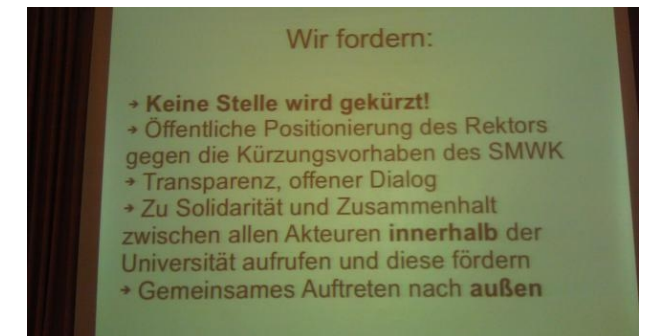 Wir fordern:
→ Keine Stelle wird gekürzt!
→ Öffentliche Positionierung des Rektors
gegen die Kürzungsvorhaben des SMWK
→ Transparenz, offener Dialog
→ Zu Solidarität und Zusammenhalt
zwischen allen Akteuren innerhalb der
Universität aufrufen und diese fördern
→ Gemeinsames Auftreten nach außen